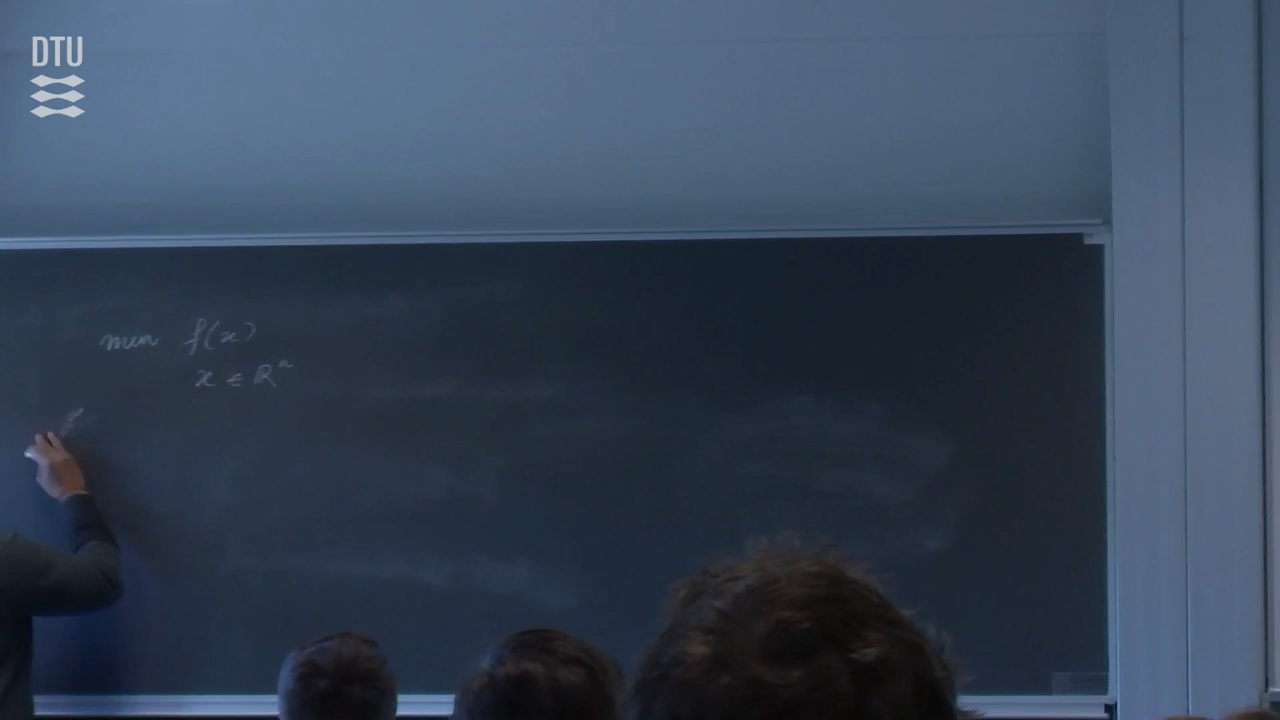 DTU
min f(x)
x ∈ ℝⁿ